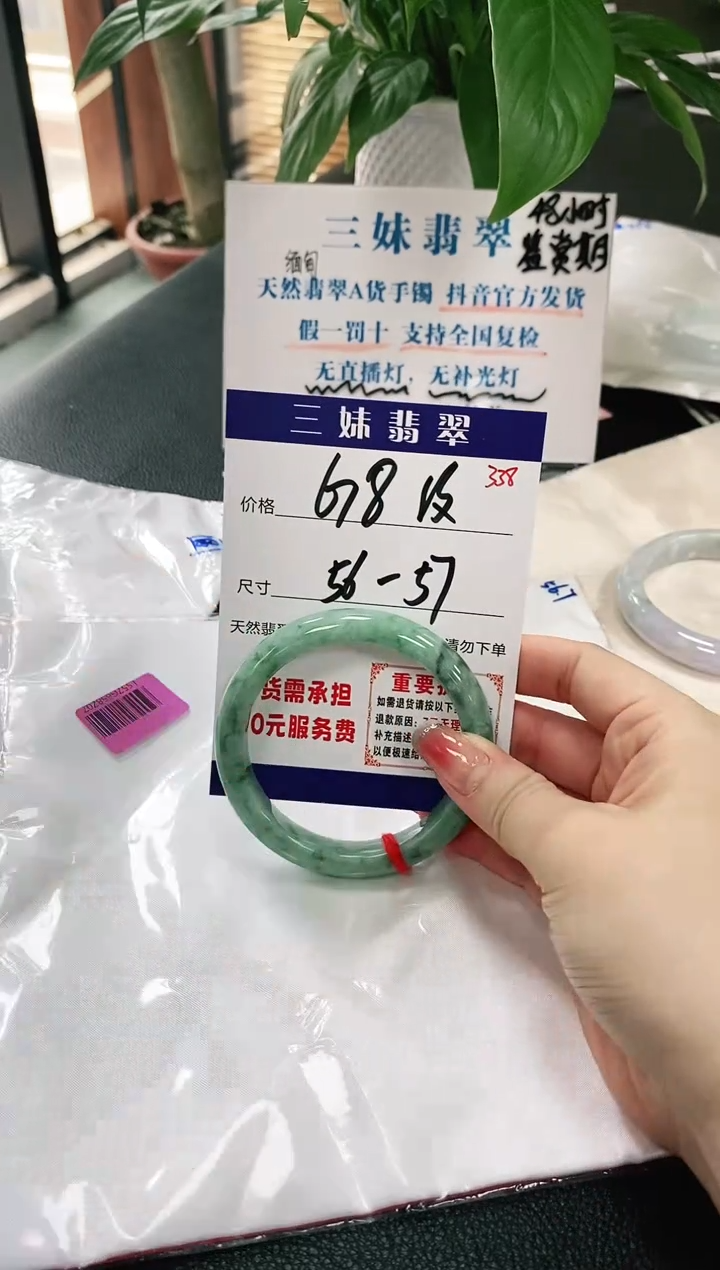 三妹翡翠
48小时
鉴赏期
缅甸
天然翡翠A货手镯 抖音官方发货
假一罚十 支持全国复检
无直播灯，无补光灯
三妹翡翠
338
价格 678
尺寸 56-57
天然翡
请勿下单
货需承担
0元服务费
重要
如需退货请按以下
退款原因：
补充描述
以便极速